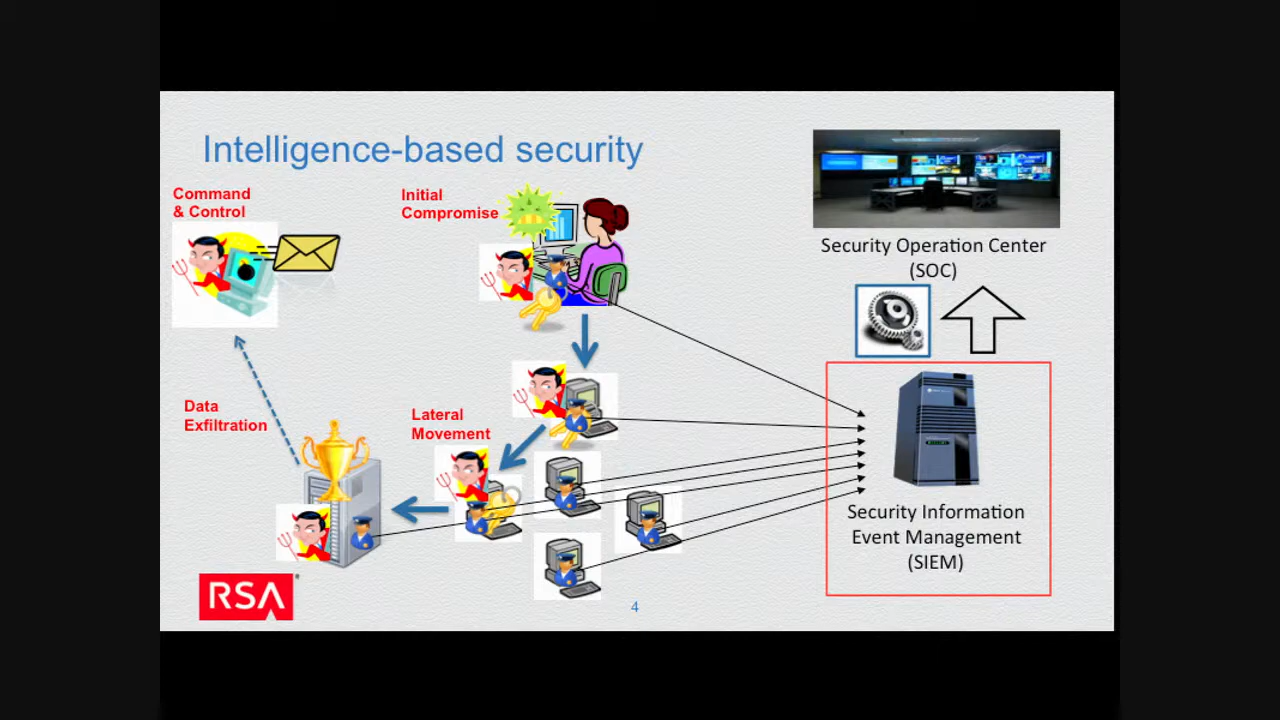 Intelligence-based security
Command
& Control
Initial
Compromise
Security Operation Center
(SOC)
Data
Exfiltration
Lateral
Movement
Security Information
Event Management
(SIEM)
RSA
4